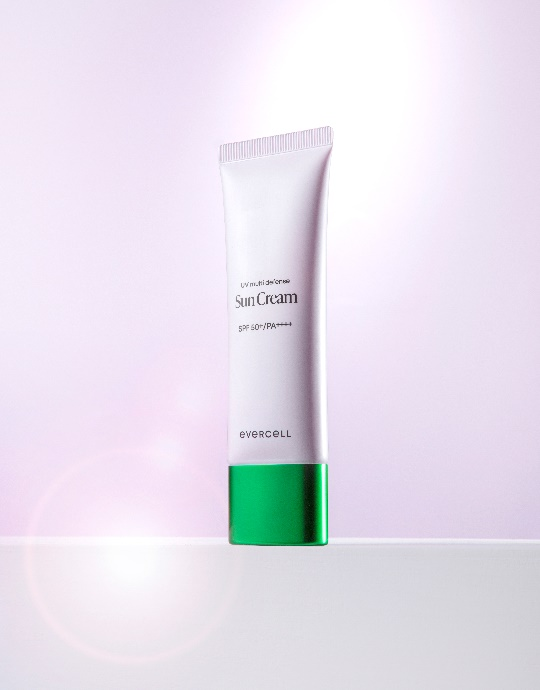 UV multi defense
Sun Cream
SPF 50+/PA++++
evercell